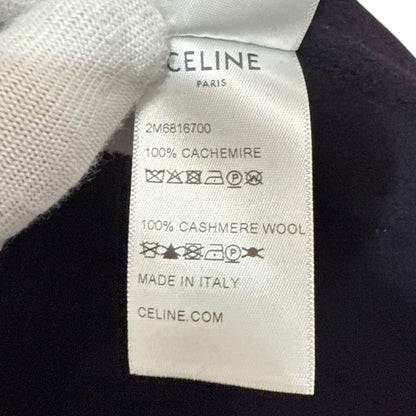 CELINE
PARIS
2M6816700
100% CACHEMIRE
100% CASHMERE WOOL
MADE IN ITALY
CELINE.COM